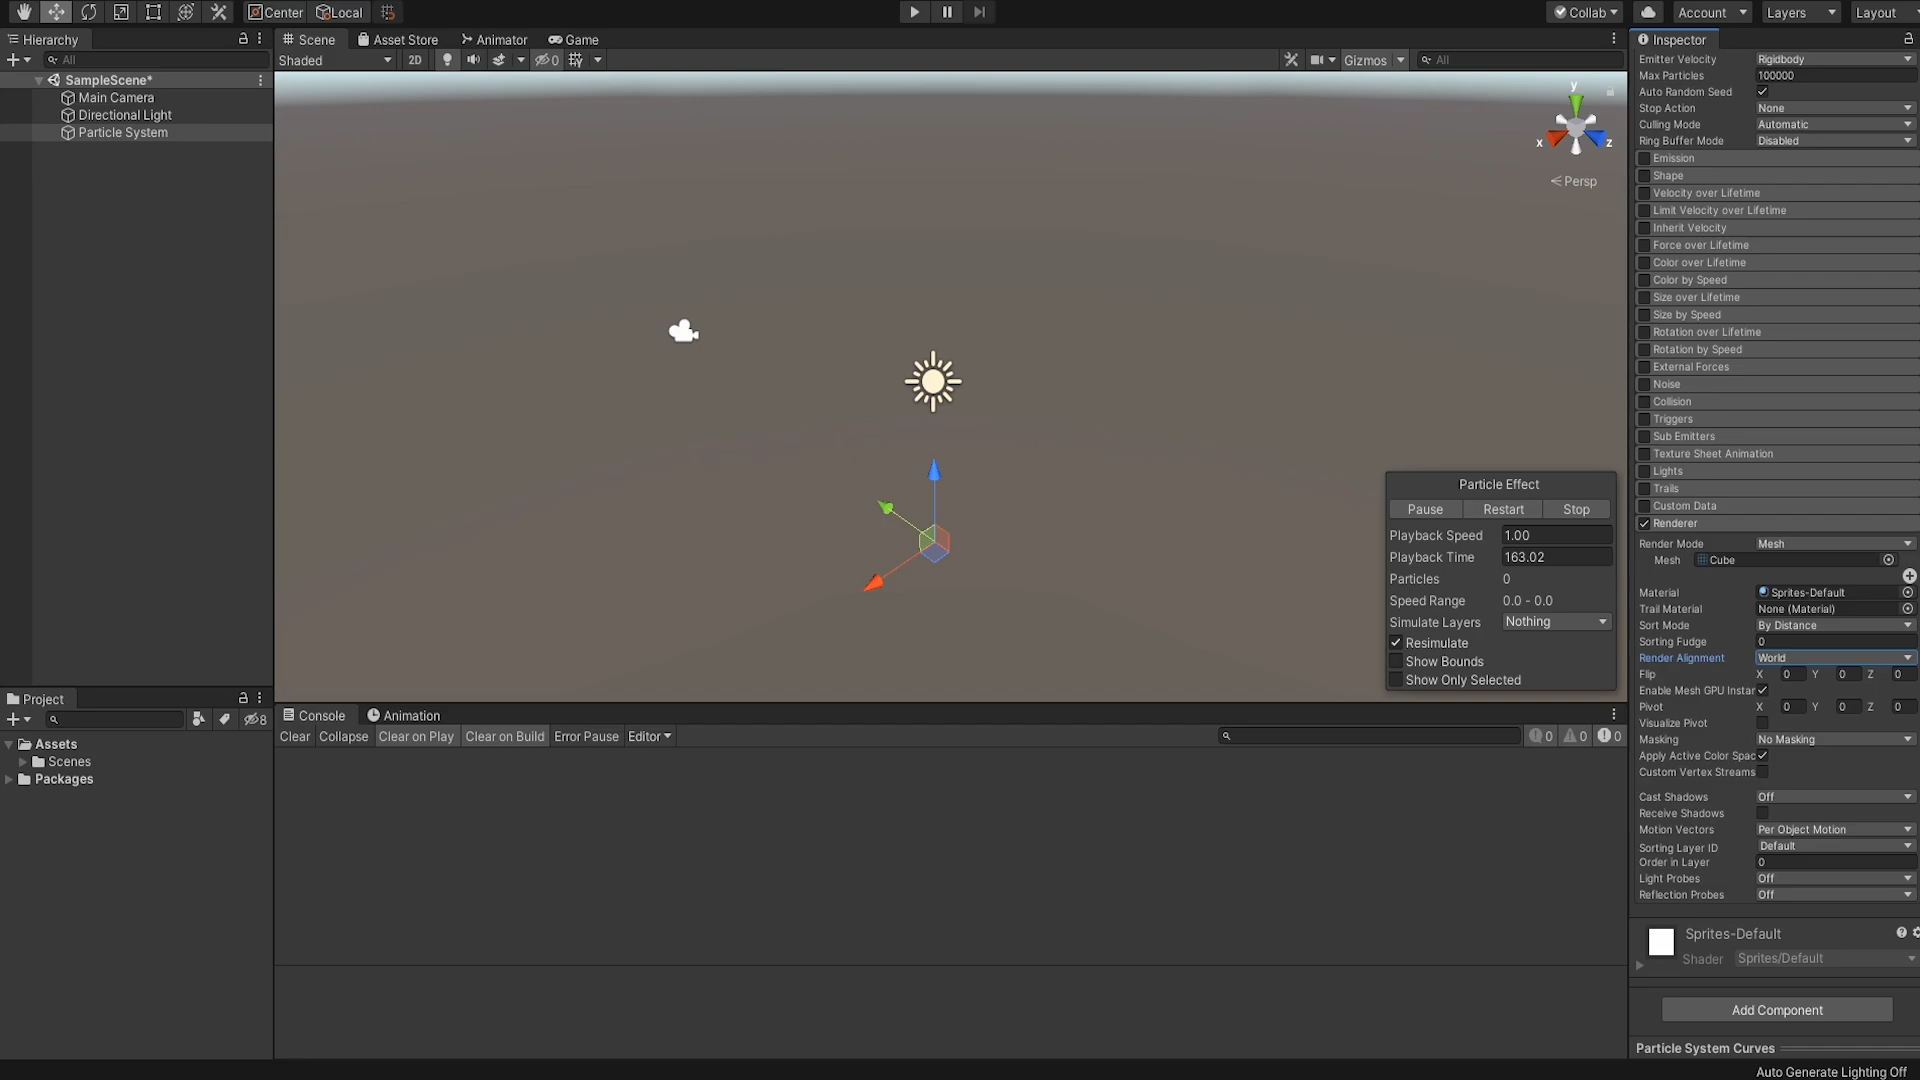 Center
Local
Collab
Account
Layers
Layout
Hierarchy
All
SampleScene*
Main Camera
Directional Light
Particle System
Scene
Asset Store
Animator
Game
Shaded
2D
0
Gizmos
All
y
x
z
Persp
Particle Effect
Pause Restart Stop
Playback Speed 1.00
Playback Time 163.02
Particles 0
Speed Range 0.0 - 0.0
Simulate Layers Nothing
Resimulate
Show Bounds
Show Only Selected
Project
8
Assets
Scenes
Packages
Console
Animation
Clear Collapse Clear on Play Clear on Build Error Pause Editor
0 0 0
Inspector
Emitter Velocity Rigidbody
Max Particles 100000
Auto Random Seed
Stop Action None
Culling Mode Automatic
Ring Buffer Mode Disabled
Emission
Shape
Velocity over Lifetime
Limit Velocity over Lifetime
Inherit Velocity
Force over Lifetime
Color over Lifetime
Color by Speed
Size over Lifetime
Size by Speed
Rotation over Lifetime
Rotation by Speed
External Forces
Noise
Collision
Triggers
Sub Emitters
Texture Sheet Animation
Lights
Trails
Custom Data
Renderer
Render Mode Mesh
Mesh Cube
Material Sprites-Default
Trail Material None (Material)
Sort Mode By Distance
Sorting Fudge 0
Render Alignment World
Flip X 0 Y 0 Z 0
Enable Mesh GPU Instar
Pivot X 0 Y 0 Z 0
Visualize Pivot
Masking No Masking
Apply Active Color Spac
Custom Vertex Streams
Cast Shadows Off
Receive Shadows
Motion Vectors Per Object Motion
Sorting Layer ID Default
Order in Layer 0
Light Probes Off
Reflection Probes Off
Sprites-Default
Shader Sprites/Default
Add Component
Particle System Curves
Auto Generate Lighting Off